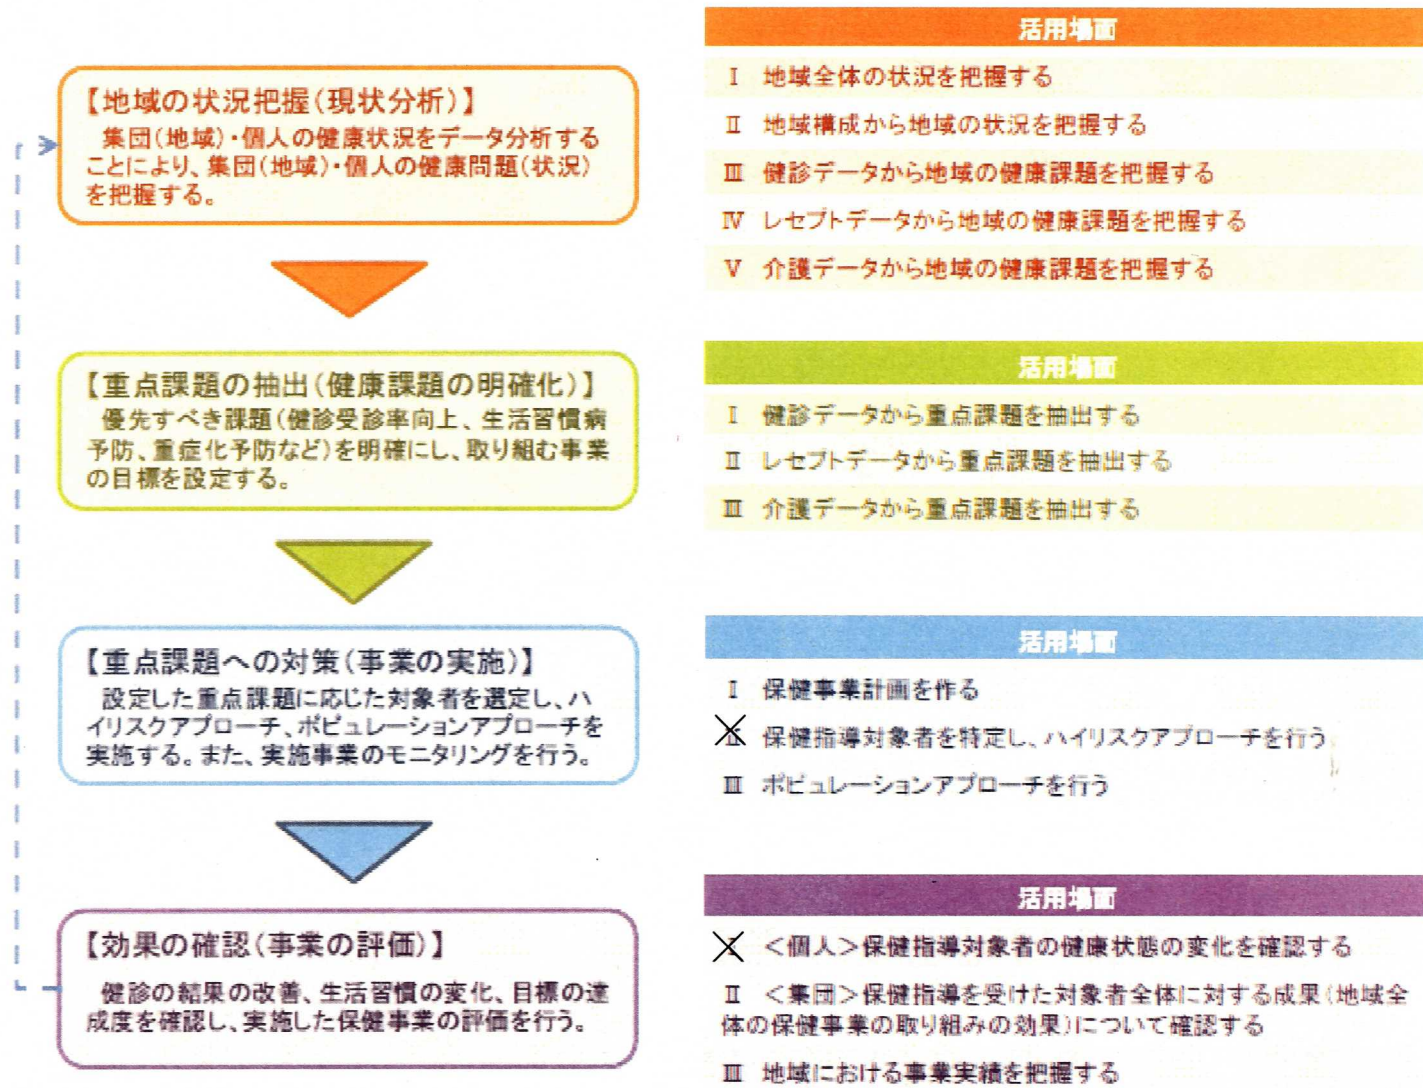 【地域の状況把握(現状分析)】
集団(地域)・個人の健康状況をデータ分析する
ことにより、集団(地域)・個人の健康問題(状況)
を把握する。
活用場面
Ⅰ 地域全体の状況を把握する
Ⅱ 地域構成から地域の状況を把握する
Ⅲ 健診データから地域の健康課題を把握する
Ⅳ レセプトデータから地域の健康課題を把握する
Ⅴ 介護データから地域の健康課題を把握する
【重点課題の抽出(健康課題の明確化)】
優先すべき課題(健診受診率向上、生活習慣病
予防、重症化予防など)を明確にし、取り組む事業
の目標を設定する。
活用場面
Ⅰ 健診データから重点課題を抽出する
Ⅱ レセプトデータから重点課題を抽出する
Ⅲ 介護データから重点課題を抽出する
【重点課題への対策(事業の実施)】
設定した重点課題に応じた対象者を選定し、ハ
イリスクアプローチ、ポピュレーションアプローチを
実施する。また、実施事業のモニタリングを行う。
活用場面
Ⅰ 保健事業計画を作る
Ⅱ 保健指導対象者を特定し、ハイリスクアプローチを行う
Ⅲ ポピュレーションアプローチを行う
【効果の確認(事業の評価)】
健診の結果の改善、生活習慣の変化、目標の達
成度を確認し、実施した保健事業の評価を行う。
活用場面
Ⅰ <個人>保健指導対象者の健康状態の変化を確認する
Ⅱ <集団>保健指導を受けた対象者全体に対する成果(地域全
体の保健事業の取り組みの効果)について確認する
Ⅲ 地域における事業実績を把握する